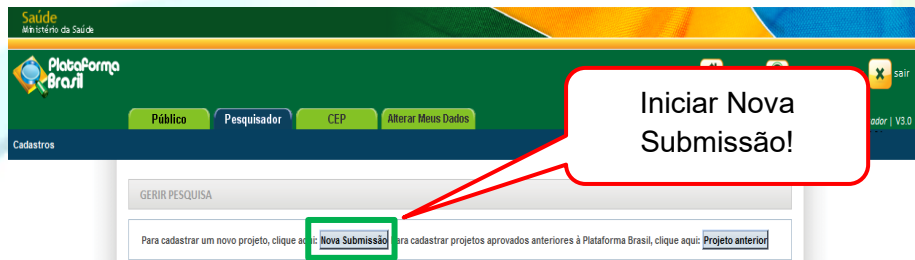 Saúde
Ministério da Saúde
Plataforma
Brasil
sair
Público Pesquisador CEP Alterar Meus Dados
ador | V3.0
Cadastros
Iniciar Nova
Submissão!
GERIR PESQUISA
Para cadastrar um novo projeto, clique aqui: Nova Submissão ara cadastrar projetos aprovados anteriores à Plataforma Brasil, clique aqui: Projeto anterior